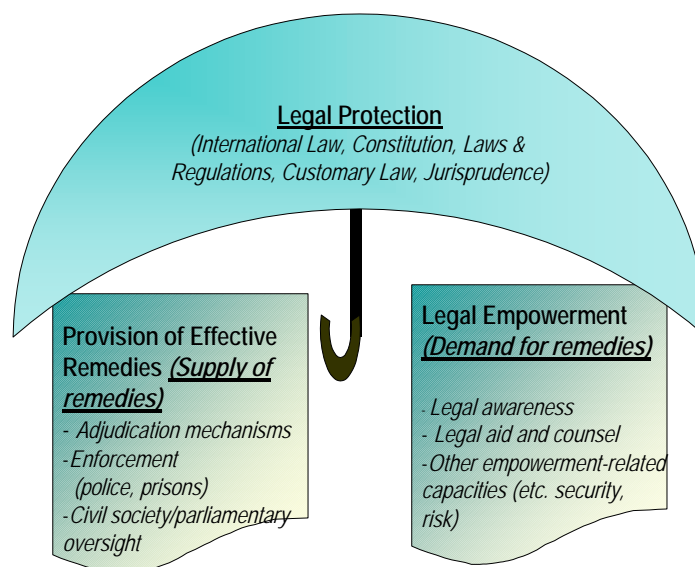 Legal Protection
(International Law, Constitution, Laws &
Regulations, Customary Law, Jurisprudence)
Provision of Effective
Remedies (Supply of
remedies)
- Adjudication mechanisms
-Enforcement
(police, prisons)
-Civil society/parliamentary
oversight
Legal Empowerment
(Demand for remedies)
- Legal awareness
- Legal aid and counsel
-Other empowerment-related
capacities (etc. security,
risk)